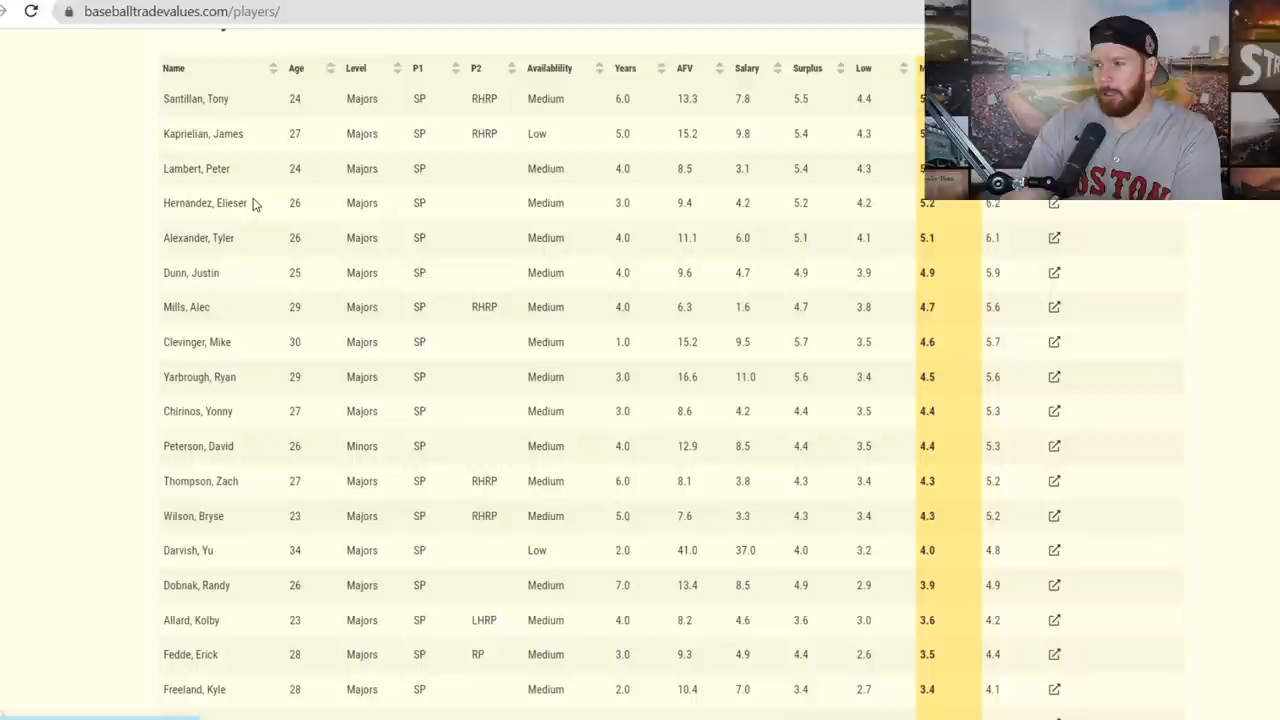 baseballtradevalues.com/players/
Name Age Level P1 P2 Availablility Years AFV Salary Surplus Low
Santillan, Tony 24 Majors SP RHRP Medium 6.0 13.3 7.8 5.5 4.4
Kaprielian, James 27 Majors SP RHRP Low 5.0 15.2 9.8 5.4 4.3
Lambert, Peter 24 Majors SP Medium 4.0 8.5 3.1 5.4 4.3
Hernandez, Elieser 26 Majors SP Medium 3.0 9.4 4.2 5.2 4.2 5.2 6.2
Alexander, Tyler 26 Majors SP Medium 4.0 11.1 6.0 5.1 4.1 5.1 6.1
Dunn, Justin 25 Majors SP Medium 4.0 9.6 4.7 4.9 3.9 4.9 5.9
Mills, Alec 29 Majors SP RHRP Medium 4.0 6.3 1.6 4.7 3.8 4.7 5.6
Clevinger, Mike 30 Majors SP Medium 1.0 15.2 9.5 5.7 3.5 4.6 5.7
Yarbrough, Ryan 29 Majors SP Medium 3.0 16.6 11.0 5.6 3.4 4.5 5.6
Chirinos, Yonny 27 Majors SP Medium 3.0 8.6 4.2 4.4 3.5 4.4 5.3
Peterson, David 26 Minors SP Medium 4.0 12.9 8.5 4.4 3.5 4.4 5.3
Thompson, Zach 27 Majors SP RHRP Medium 6.0 8.1 3.8 4.3 3.4 4.3 5.2
Wilson, Bryse 23 Majors SP RHRP Medium 5.0 7.6 3.3 4.3 3.4 4.3 5.2
Darvish, Yu 34 Majors SP Low 2.0 41.0 37.0 4.0 3.2 4.0 4.8
Dobnak, Randy 26 Majors SP Medium 7.0 13.4 8.5 4.9 2.9 3.9 4.9
Allard, Kolby 23 Majors SP LHRP Medium 4.0 8.2 4.6 3.6 3.0 3.6 4.2
Fedde, Erick 28 Majors SP RP Medium 3.0 9.3 4.9 4.4 2.6 3.5 4.4
Freeland, Kyle 28 Majors SP Medium 2.0 10.4 7.0 3.4 2.7 3.4 4.1